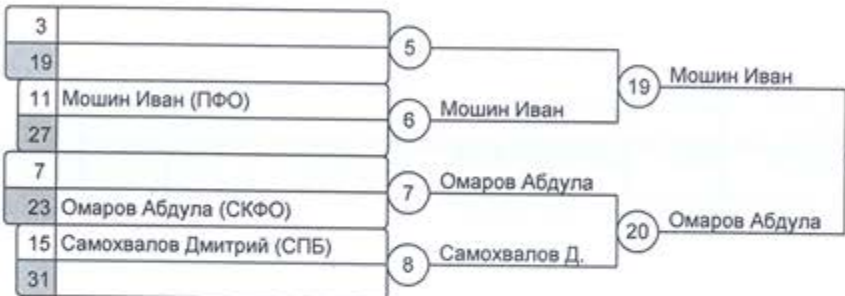 3
19
5
11 Мошин Иван (ПФО)
27
6
Мошин Иван
19
Мошин Иван
7
23 Омаров Абдула (СКФО)
7
Омаров Абдула
15 Самохвалов Дмитрий (СПБ)
31
8
Самохвалов Д.
20
Омаров Абдула